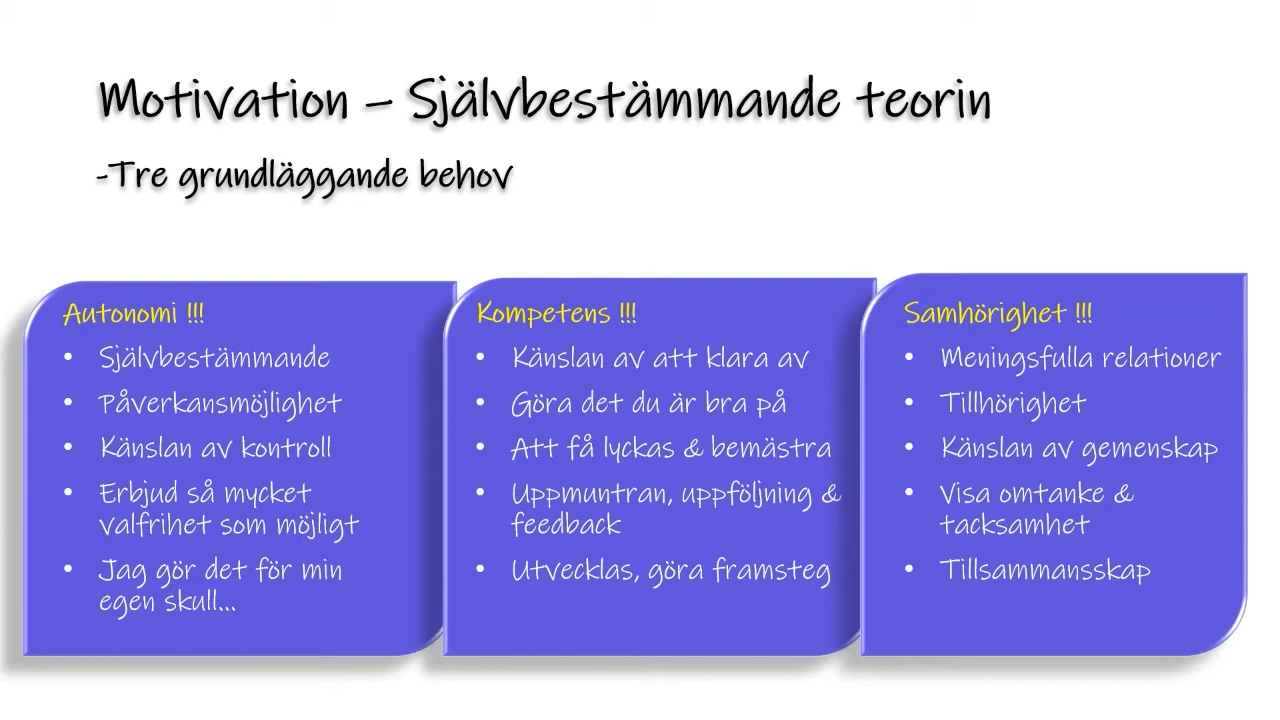 Motivation – Självbestämmande teorin
-Tre grundläggande behov
Autonomi !!!
• Självbestämmande
• Påverkansmöjlighet
• Känslan av kontroll
• Erbjud så mycket
valfrihet som möjligt
• Jag gör det för min
egen skull...
Kompetens !!!
• Känslan av att klara av
• Göra det du är bra på
• Att få lyckas & bemästra
• Uppmuntran, uppföljning &
feedback
• Utvecklas, göra framsteg
Samhörighet !!!
• Meningsfulla relationer
• Tillhörighet
• Känslan av gemenskap
• Visa omtanke &
tacksamhet
• Tillsammansskap